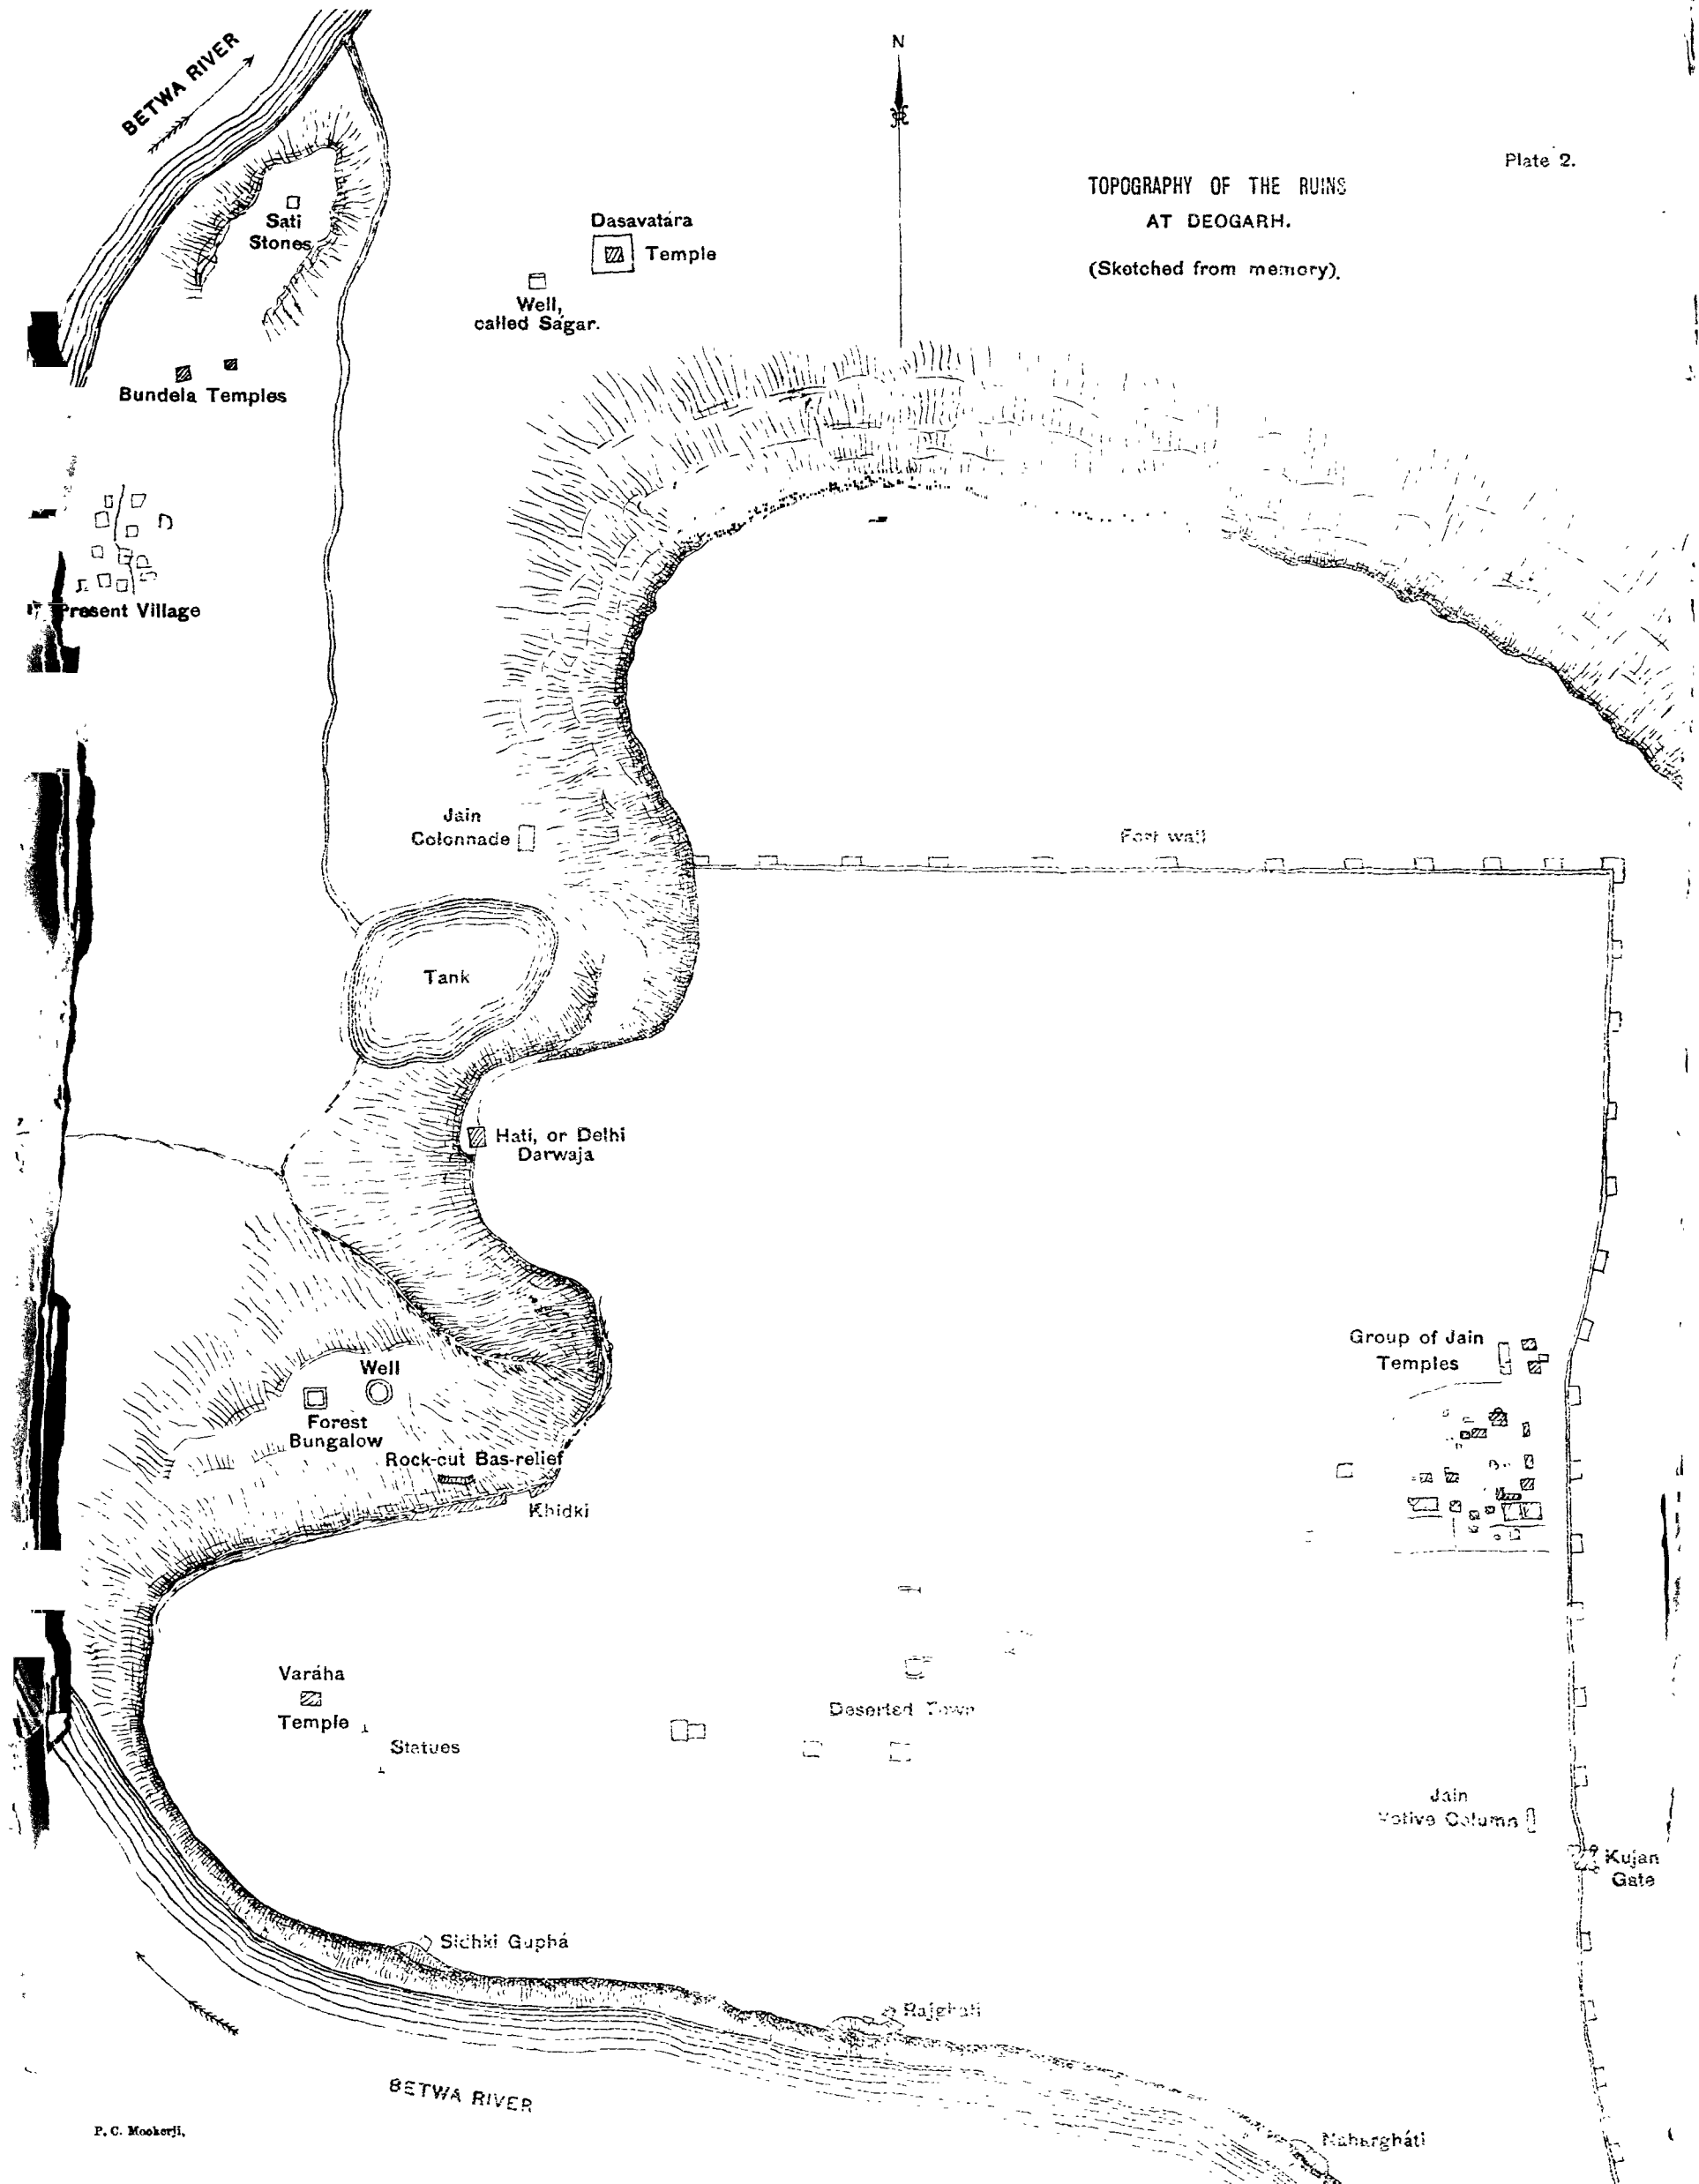 BETWA RIVER
N
Plate 2.
TOPOGRAPHY OF THE RUINS
AT DEOGARH.
(Sketched from memory).
Sati
Stones
Dasavatára
Temple
Well,
called Ságar.
Bundela Temples
Present Village
Jain
Colonnade
Fort wall
Tank
Hati, or Delhi
Darwaja
Group of Jain
Temples
Well
Forest
Bungalow
Rock-cut Bas-relief
Khidki
Varáha
Temple
Statues
Deserted Town
Jain
Votive Column
Kujan
Gate
Sichki Guphá
Rajghati
BETWA RIVER
Nahargháti
P. C. Mookerji,